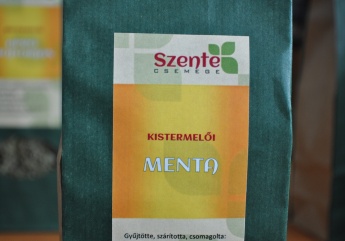 Szente
CSEMEGE
KISTERMELŐI
MENTA
Gyűjtötte, szárította, csomagolta: